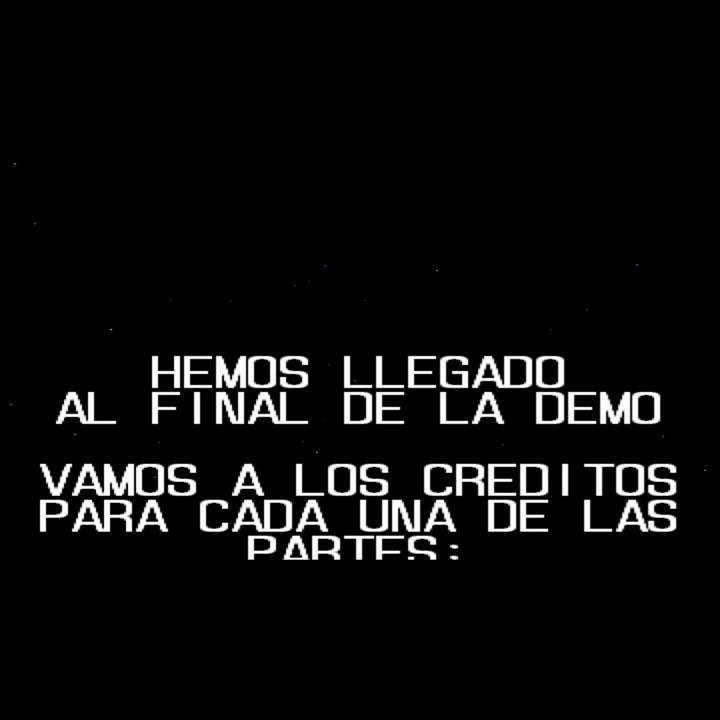 HEMOS LLEGADO
AL FINAL DE LA DEMO
VAMOS A LOS CREDITOS
PARA CADA UNA DE LAS
PARTES: